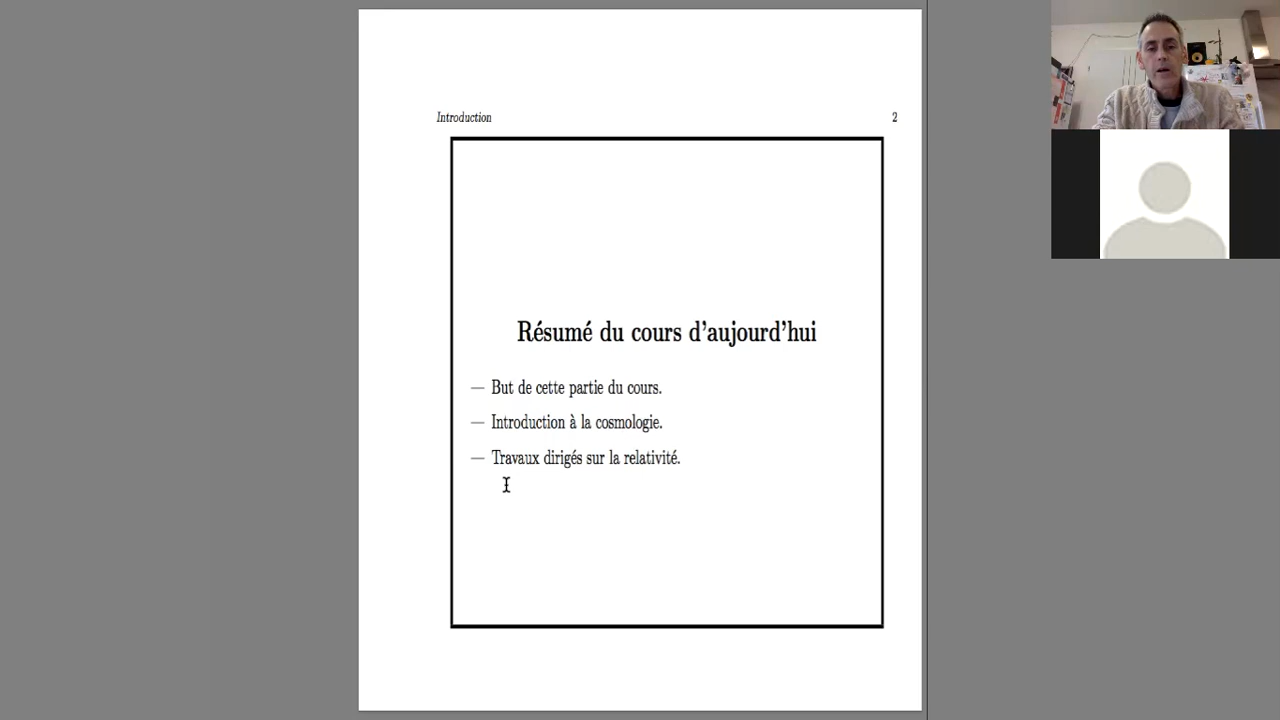 Introduction 2
Résumé du cours d'aujourd'hui
— But de cette partie du cours.
— Introduction à la cosmologie.
— Travaux dirigés sur la relativité.